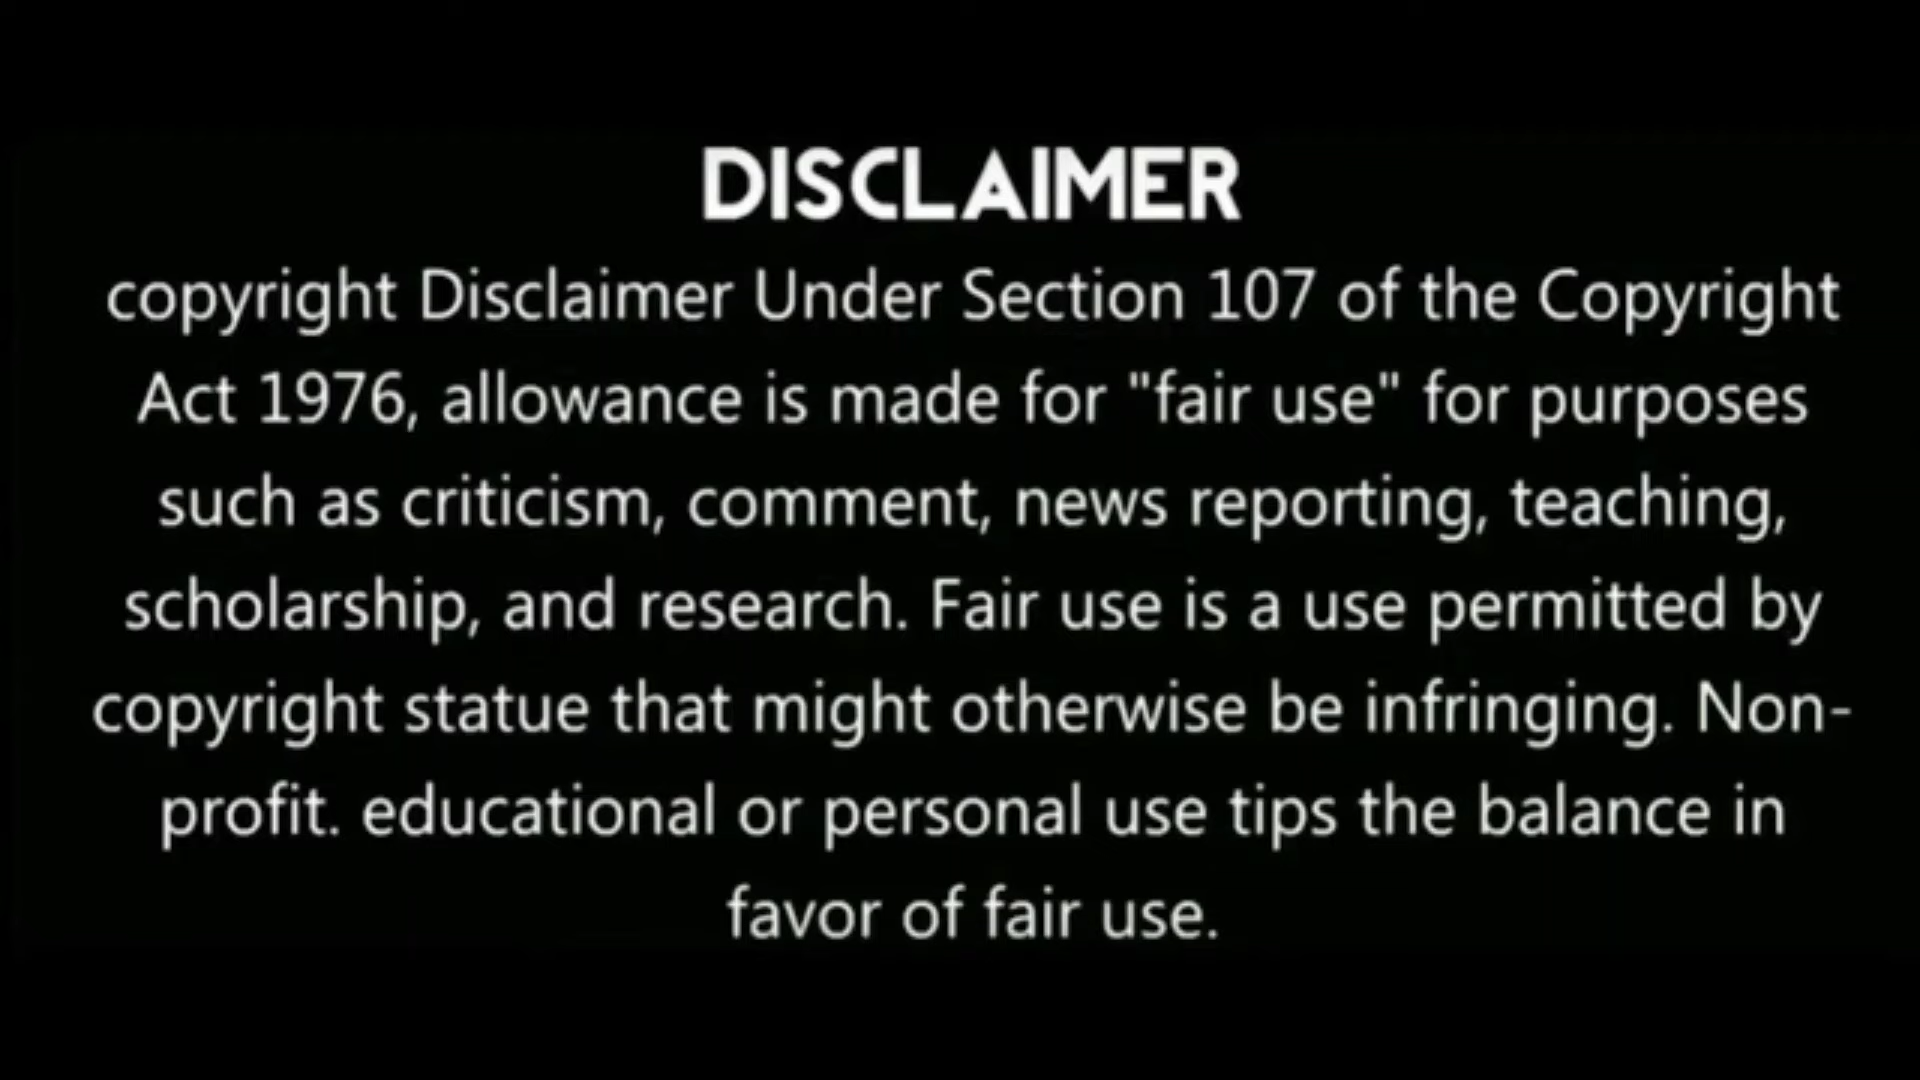 DISCLAIMER
copyright Disclaimer Under Section 107 of the Copyright
Act 1976, allowance is made for "fair use" for purposes
such as criticism, comment, news reporting, teaching,
scholarship, and research. Fair use is a use permitted by
copyright statue that might otherwise be infringing. Non-
profit. educational or personal use tips the balance in
favor of fair use.